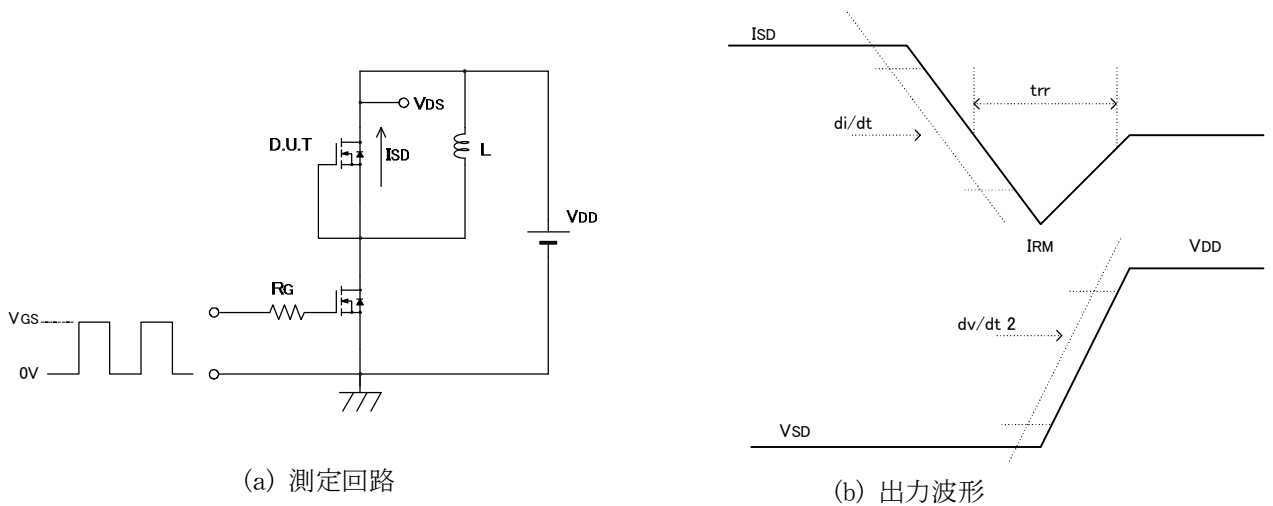 VDS
D.U.T
ISD
L
VDD
RG
VGS
0V
(a) 測定回路
ISD
trr
di/dt
IRM
VDD
dv/dt 2
VSD
(b) 出力波形